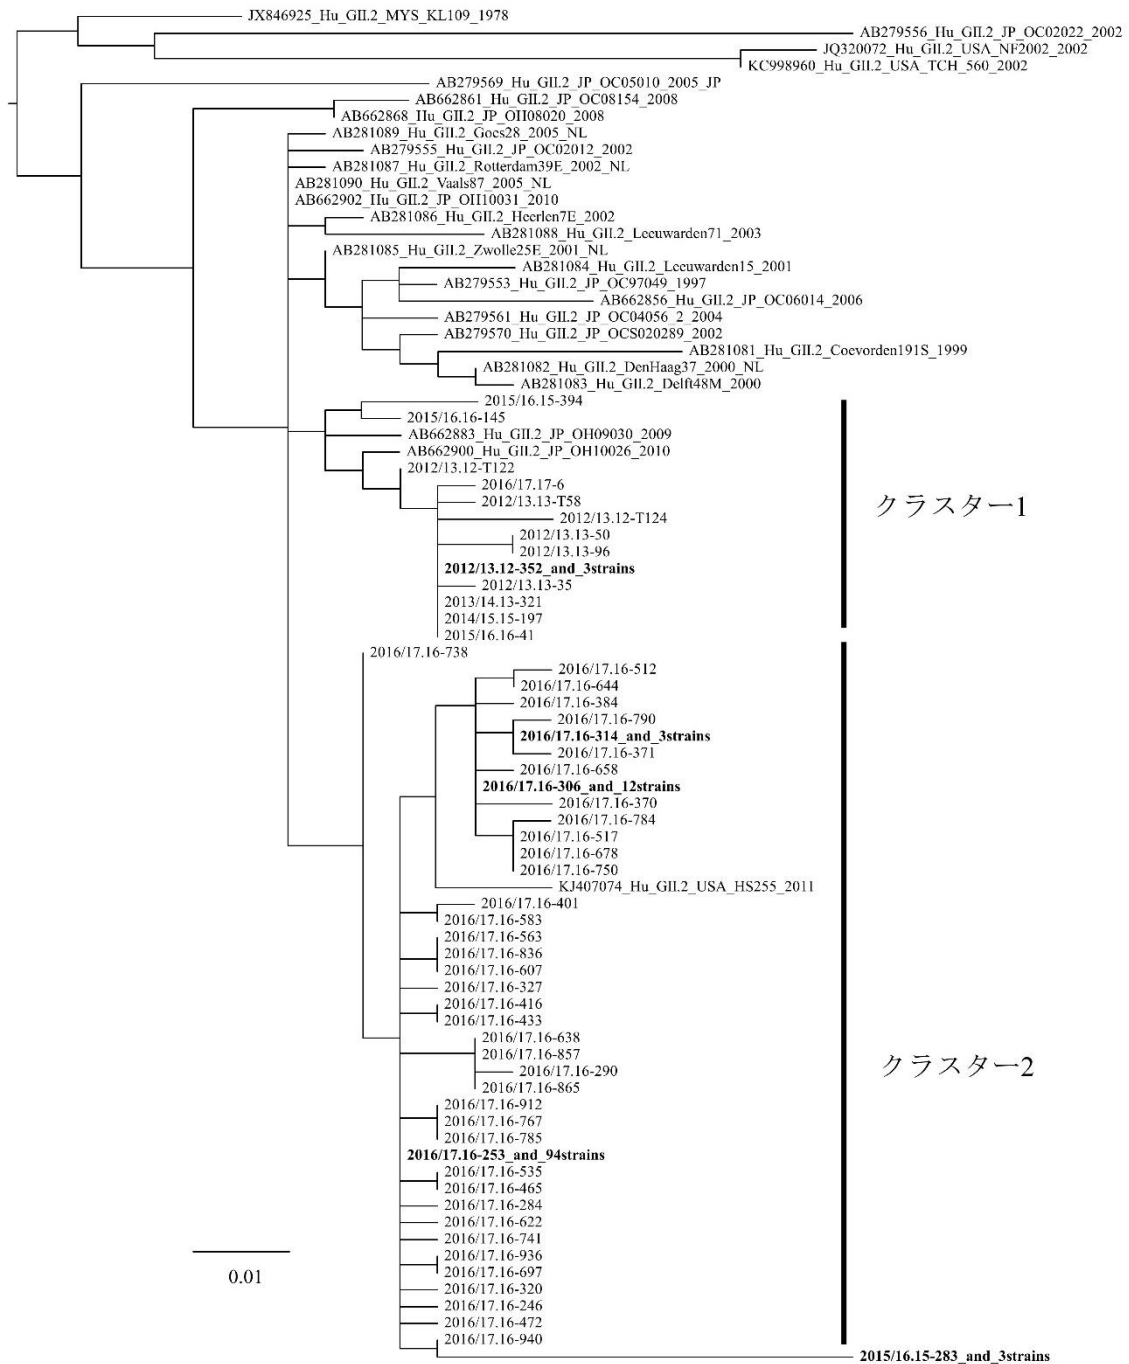 JX846925_Hu_GII.2_MYS_KL109_1978
AB279556_Hu_GII.2_JP_OC02022_2002
JQ320072_Hu_GII.2_USA_NF2002_2002
KC998960_Hu_GII.2_USA_TCH_560_2002
AB279569_Hu_GII.2_JP_OC05010_2005_JP
AB662861_Hu_GII.2_JP_OC08154_2008
AB662868_Hu_GII.2_JP_OH08020_2008
AB281089_Hu_GII.2_Goes28_2005_NL
AB279555_Hu_GII.2_JP_OC02012_2002
AB281087_Hu_GII.2_Rotterdam39E_2002_NL
AB281090_Hu_GII.2_Vaals87_2005_NL
AB662902_Hu_GII.2_JP_OH10031_2010
AB281086_Hu_GII.2_Heerlen7E_2002
AB281088_Hu_GII.2_Leeuwarden71_2003
AB281085_Hu_GII.2_Zwolle25E_2001_NL
AB281084_Hu_GII.2_Leeuwarden15_2001
AB279553_Hu_GII.2_JP_OC97049_1997
AB662856_Hu_GII.2_JP_OC06014_2006
AB279561_Hu_GII.2_JP_OC04056_2_2004
AB279570_Hu_GII.2_JP_OCS020289_2002
AB281081_Hu_GII.2_Coevorden191S_1999
AB281082_Hu_GII.2_DenHaag37_2000_NL
AB281083_Hu_GII.2_Delft48M_2000
2015/16.15-394
2015/16.16-145
AB662883_Hu_GII.2_JP_OH09030_2009
AB662900_Hu_GII.2_JP_OH10026_2010
2012/13.12-T122
2016/17.17-6
2012/13.13-T58
クラスター1
2012/13.12-T124
2012/13.13-50
2012/13.13-96
2012/13.12-352_and_3strains
2012/13.13-35
2013/14.13-321
2014/15.15-197
2015/16.16-41
2016/17.16-738
2016/17.16-512
2016/17.16-644
2016/17.16-384
2016/17.16-790
2016/17.16-314_and_3strains
2016/17.16-371
2016/17.16-658
2016/17.16-306_and_12strains
2016/17.16-370
2016/17.16-784
2016/17.16-517
2016/17.16-678
2016/17.16-750
KJ407074_Hu_GII.2_USA_HS255_2011
2016/17.16-401
2016/17.16-583
2016/17.16-563
2016/17.16-836
2016/17.16-607
2016/17.16-327
2016/17.16-416
2016/17.16-433
2016/17.16-638
2016/17.16-857
クラスター2
2016/17.16-290
2016/17.16-865
2016/17.16-912
2016/17.16-767
2016/17.16-785
2016/17.16-253_and_94strains
2016/17.16-535
2016/17.16-465
2016/17.16-284
2016/17.16-622
2016/17.16-741
2016/17.16-936
2016/17.16-697
0.01
2016/17.16-320
2016/17.16-246
2016/17.16-472
2016/17.16-940
2015/16.15-283_and_3strains